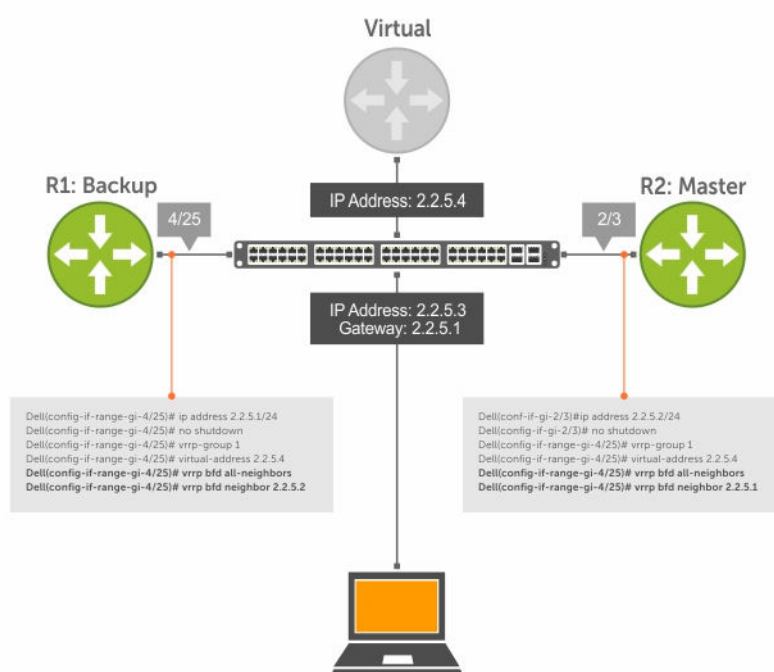 Virtual
R1: Backup
R2: Master
4/25
IP Address: 2.2.5.4
2/3
IP Address: 2.2.5.3
Gateway: 2.2.5.1
Dell(config-if-range-gi-4/25)# ip address 2.2.5.1/24
Dell(config-if-range-gi-4/25)# no shutdown
Dell(config-if-range-gi-4/25)# vrrp-group 1
Dell(config-if-range-gi-4/25)# virtual-address 2.2.5.4
Dell(config-if-range-gi-4/25)# vrrp bfd all-neighbors
Dell(config-if-range-gi-4/25)# vrrp bfd neighbor 2.2.5.2
Dell(conf-if-gi-2/3)#ip address 2.2.5.2/24
Dell(config-if-gi-2/3)# no shutdown
Dell(config-if-range-gi-4/25)# vrrp-group 1
Dell(config-if-range-gi-4/25)# virtual-address 2.2.5.4
Dell(config-if-range-gi-4/25)# vrrp bfd all-neighbors
Dell(config-if-range-gi-4/25)# vrrp bfd neighbor 2.2.5.1